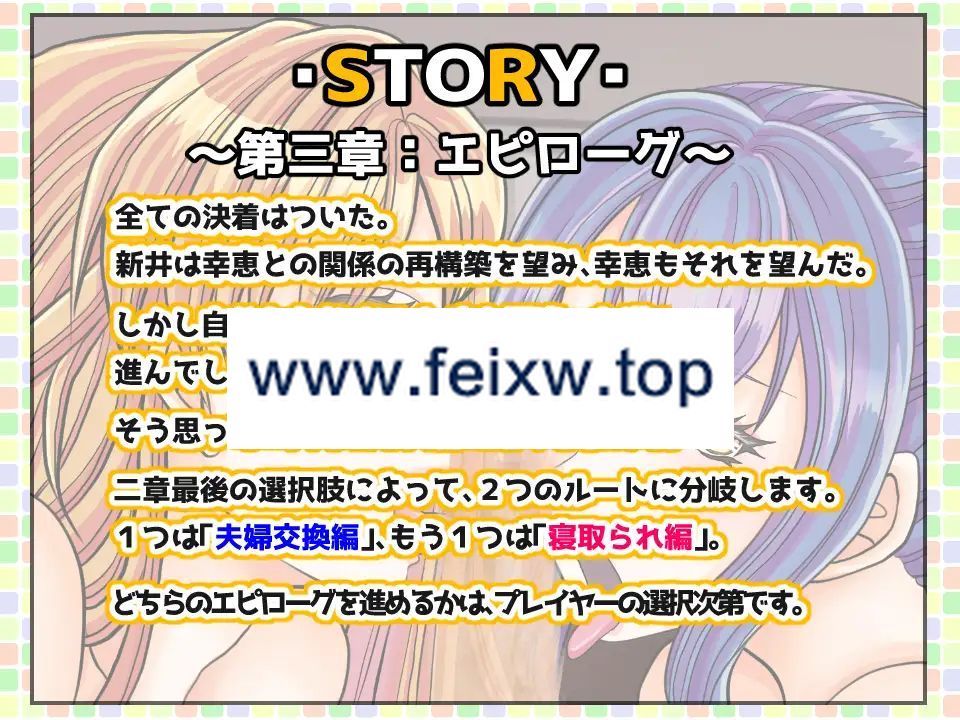 ・STORY・
～第三章：エピローグ～
全ての決着はついた。
新井は幸恵との関係の再構築を望み、幸恵もそれを望んだ。
しかし自
進んでし
www.feixw.top
そう思っ
二章最後の選択肢によって、２つのルートに分岐します。
１つは「夫婦交換編」、もう１つは「寝取られ編」。
どちらのエピローグを進めるかは、プレイヤーの選択次第です。